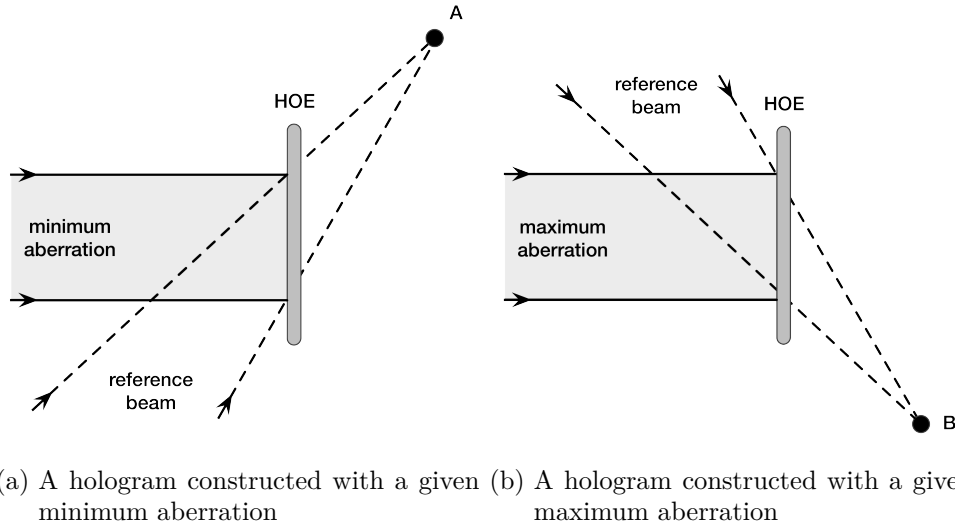 A
HOE
minimum
aberration
reference
beam
reference
beam
HOE
maximum
aberration
B
a) A hologram constructed with a given
minimum aberration
(b) A hologram constructed with a give
maximum aberration